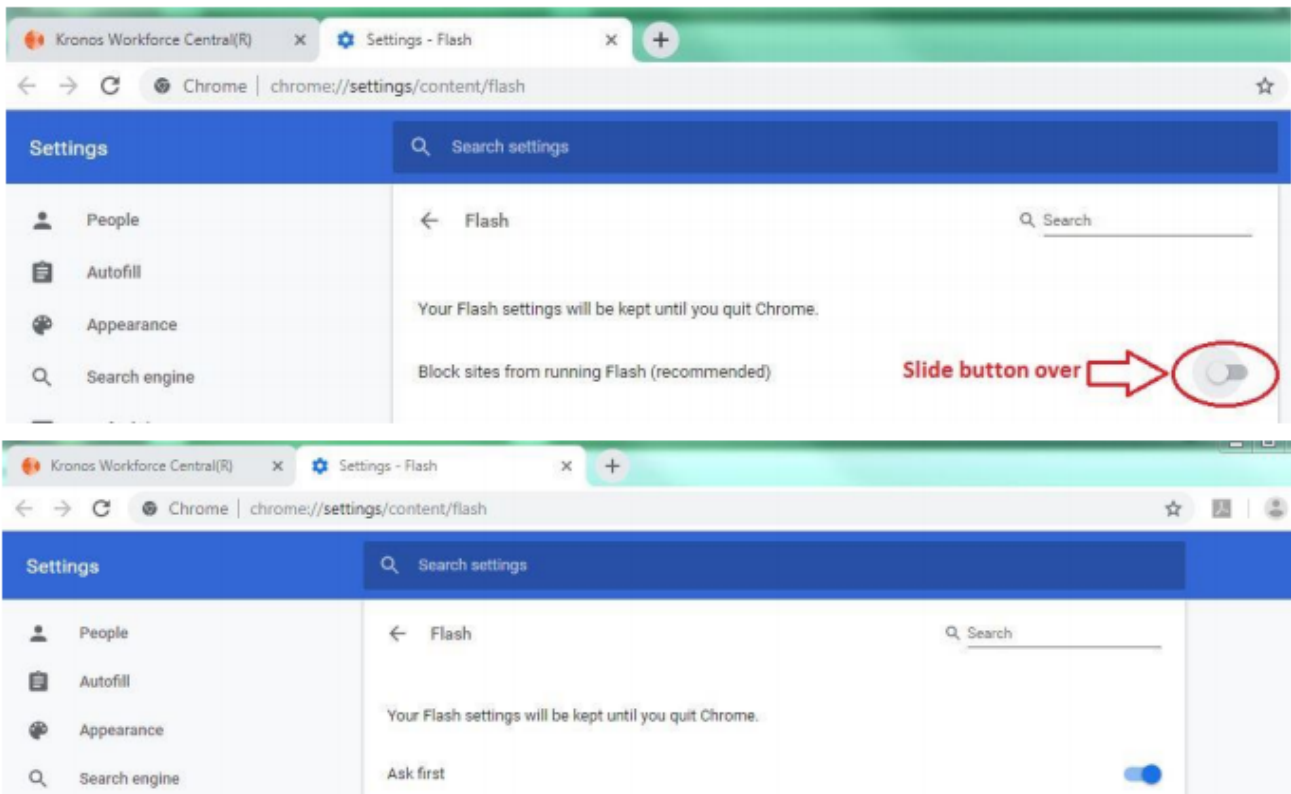 Kronos Workforce Central(R)
Settings - Flash
Chrome | chrome://settings/content/flash
Settings
Search settings
People
Flash
Search
Autofill
Your Flash settings will be kept until you quit Chrome.
Appearance
Block sites from running Flash (recommended)
Slide button over
Search engine
Kronos Workforce Central(R)
Settings - Flash
Chrome | chrome://settings/content/flash
Settings
Search settings
People
Flash
Search
Autofill
Your Flash settings will be kept until you quit Chrome.
Appearance
Ask first
Search engine